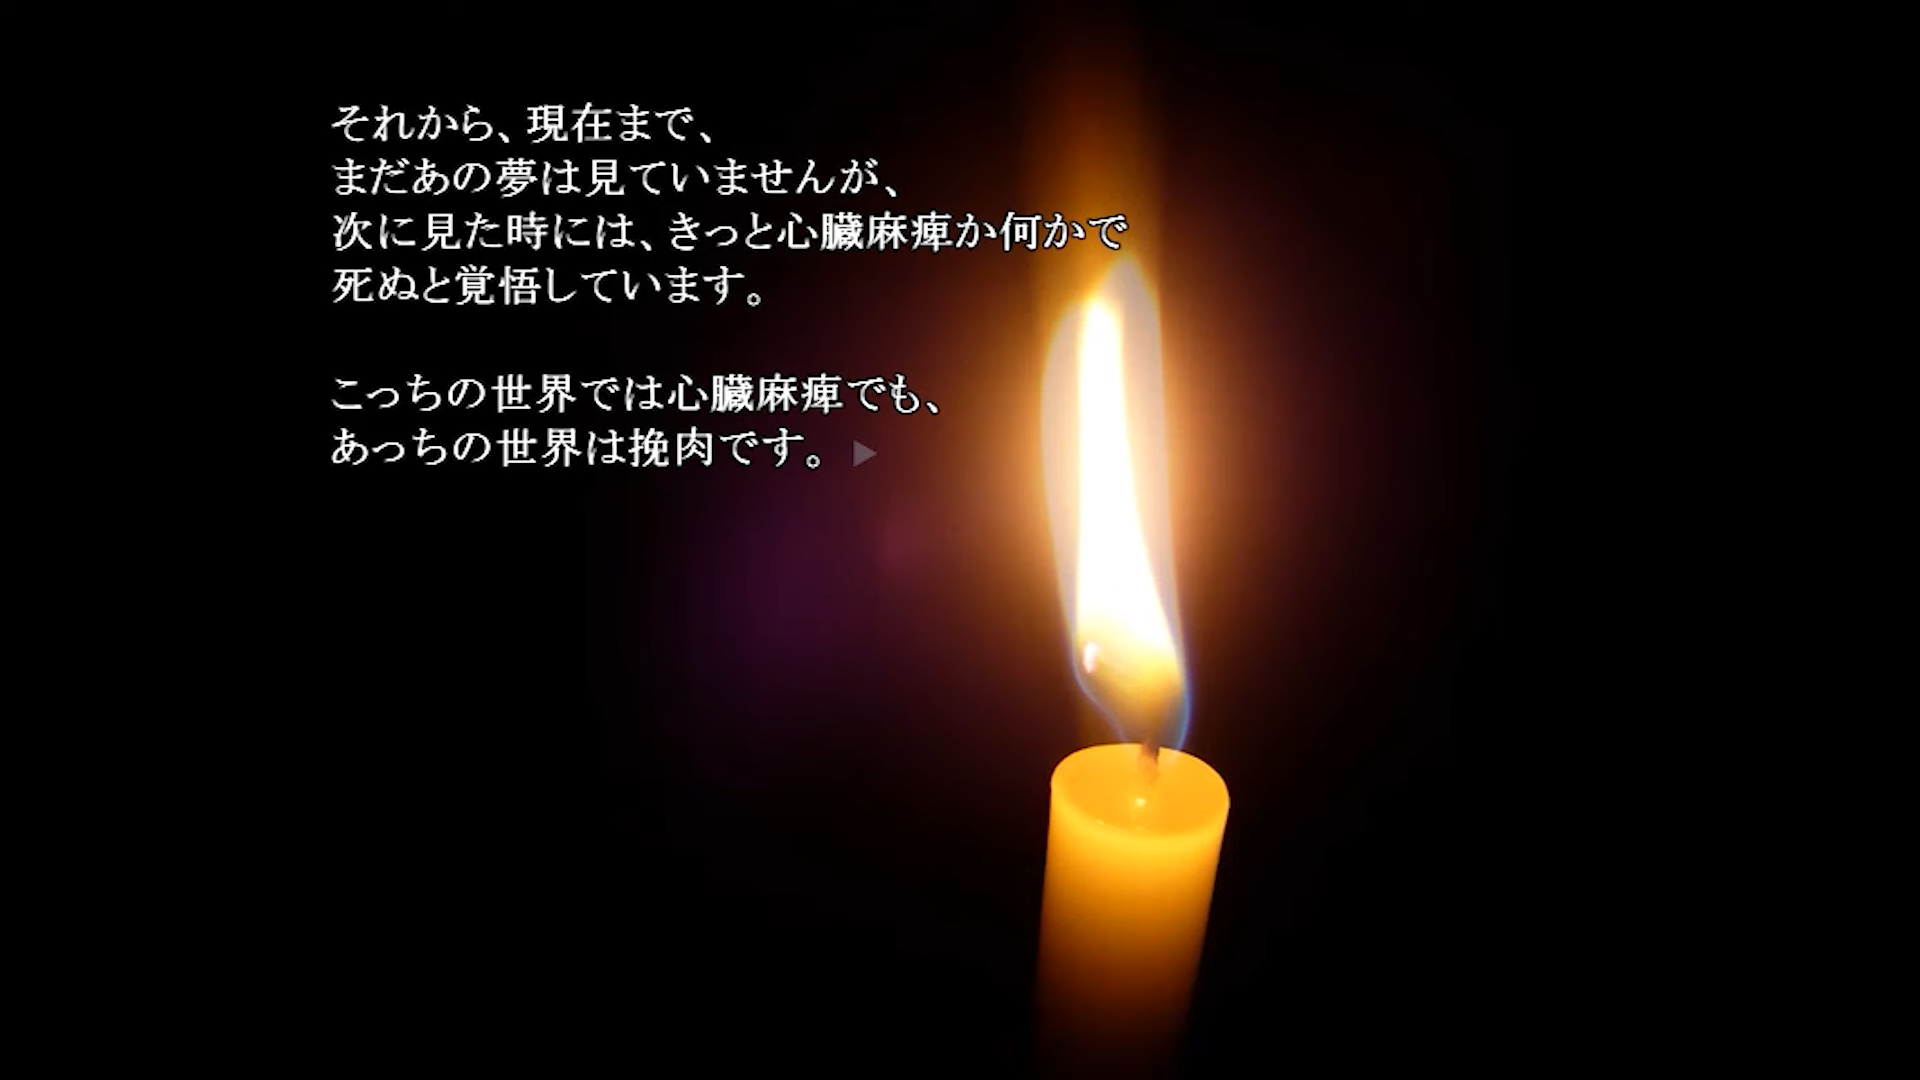 それから、現在まで、
まだあの夢は見ていませんが、
次に見た時には、きっと心臓麻痺か何かで
死ぬと覚悟しています。
こっちの世界では心臓麻痺でも、
あっちの世界は挽肉です。